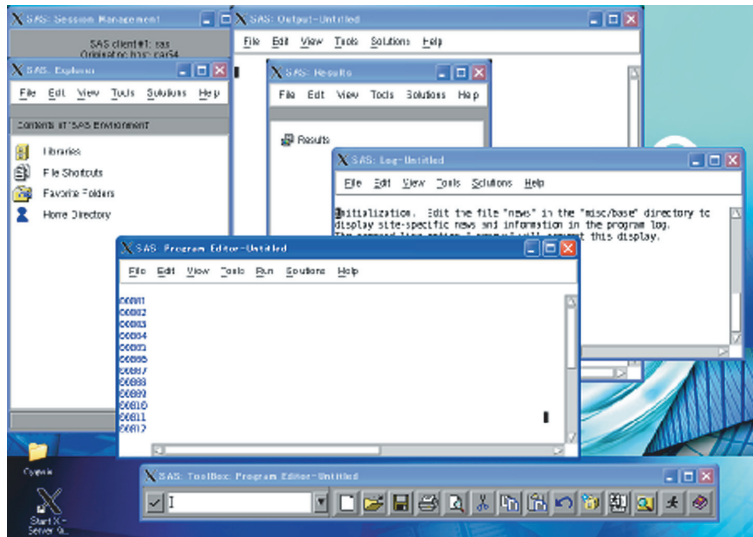 SAS: Session Management
SAS client#1: sas
Originating host:
SAS: Output-Untitled
File Edit View Tools Solutions Help
SAS: Explorer
File Edit View Tools Solutions Help
Contents of 'SAS Environment'
Libraries
File Shortcuts
Favorite Folders
Home Directory
SAS: Results
File Edit View Tools Solutions Help
Results
SAS: Log-Untitled
File Edit View Tools Solutions Help
Initialization. Edit the file "news" in the "misc/base" directory to
display site-specific news and information in the program log.
this display.
SAS: Program Editor-Untitled
File Edit View Tools Run Solutions Help
00001
00002
00003
00004
00005
00006
00007
00008
00009
00010
00011
00012
Cygwin
Start X-
Server
SAS: ToolBox: Program Editor-Untitled